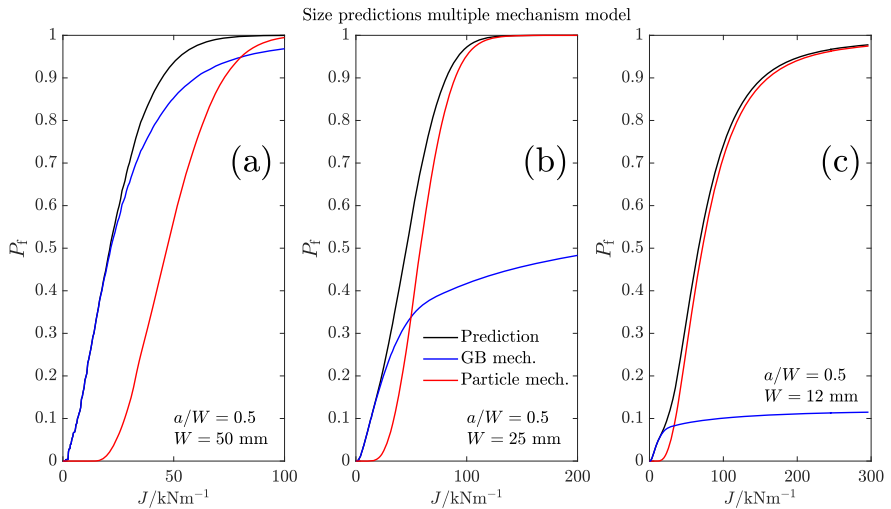 Size predictions multiple mechanism model
1
0.9
0.8
0.7
0.6
0.5
0.4
0.3
0.2
0.1
0
P_f
(a)
a/W = 0.5
W = 50 mm
0 50 100
J/kNm⁻¹
1
0.9
0.8
0.7
0.6
0.5
0.4
0.3
0.2
0.1
0
P_f
(b)
Prediction
GB mech.
Particle mech.
a/W = 0.5
W = 25 mm
0 100 200
J/kNm⁻¹
1
0.9
0.8
0.7
0.6
0.5
0.4
0.3
0.2
0.1
0
P_f
(c)
a/W = 0.5
W = 12 mm
0 100 200 300
J/kNm⁻¹